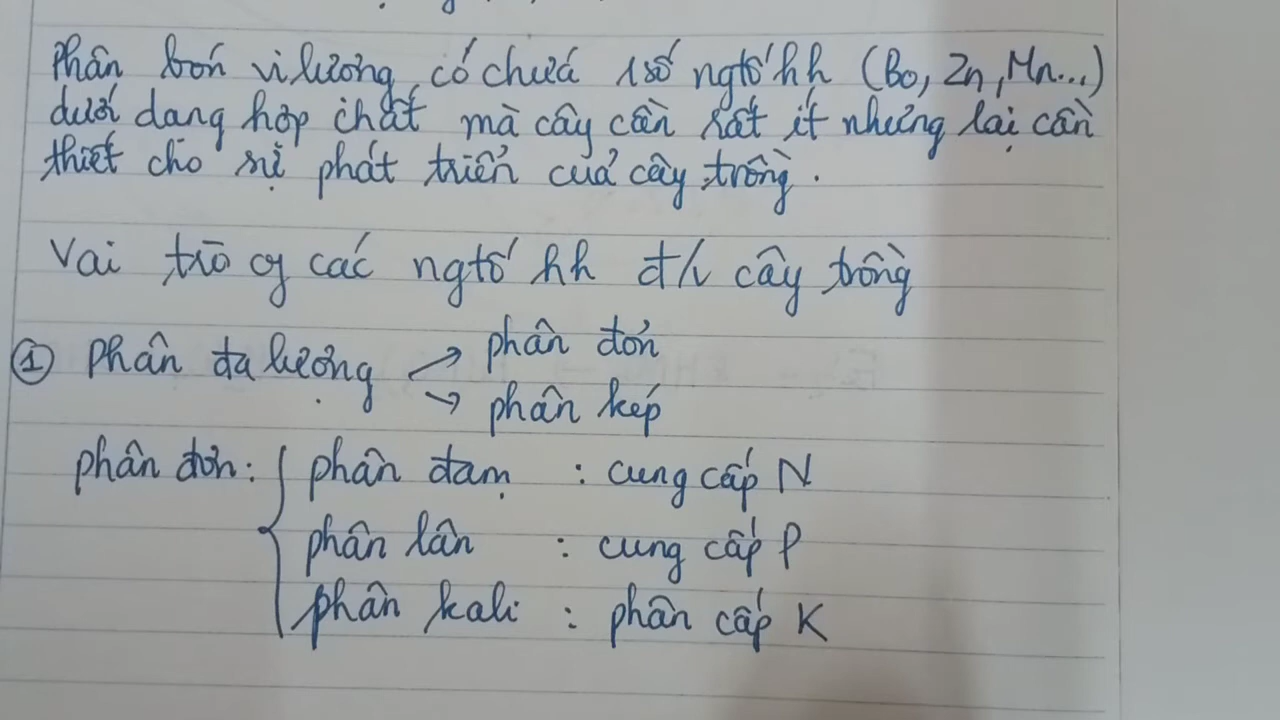 Phân bón vi lương có chứa 1 số ngtố hh (Bo, Zn, Mn...)
dưới dạng hợp chất mà cây cần rất ít nhưng lại cần
thiết cho sự phát triển của cây trồng.
Vai trò of các ngtố hh đ/v cây trồng
① Phân đa lượng → phân đơn
→ phân kép
phân đơn: { phân đạm : cung cấp N
phân lân : cung cấp P
phân kali : phân cấp K